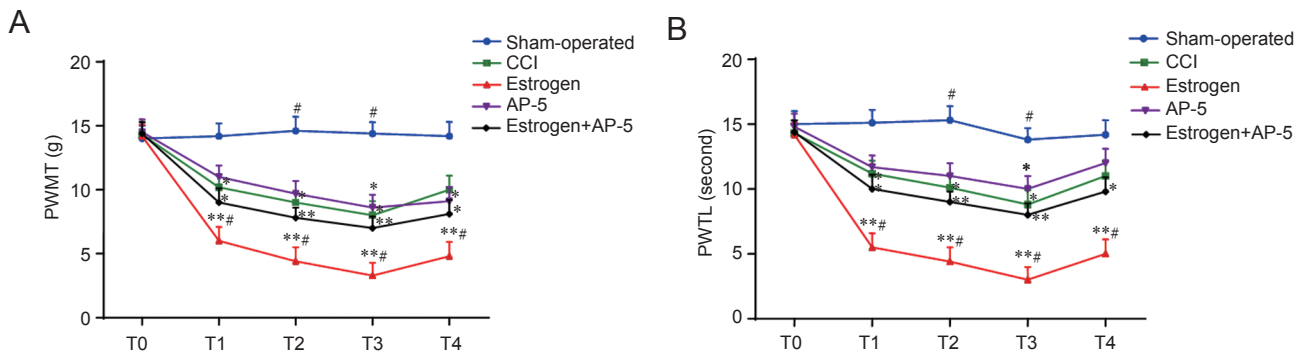 A
PWMT (g)
20
15
10
5
0
T0 T1 T2 T3 T4
Sham-operated
CCI
Estrogen
AP-5
Estrogen+AP-5
# #
* * * *
* * *
** ** *
**# **# **# **#
B
PWTL (second)
20
15
10
5
0
T0 T1 T2 T3 T4
Sham-operated
CCI
Estrogen
AP-5
Estrogen+AP-5
# #
*
* * *
* ** ** *
**# **# **# **#